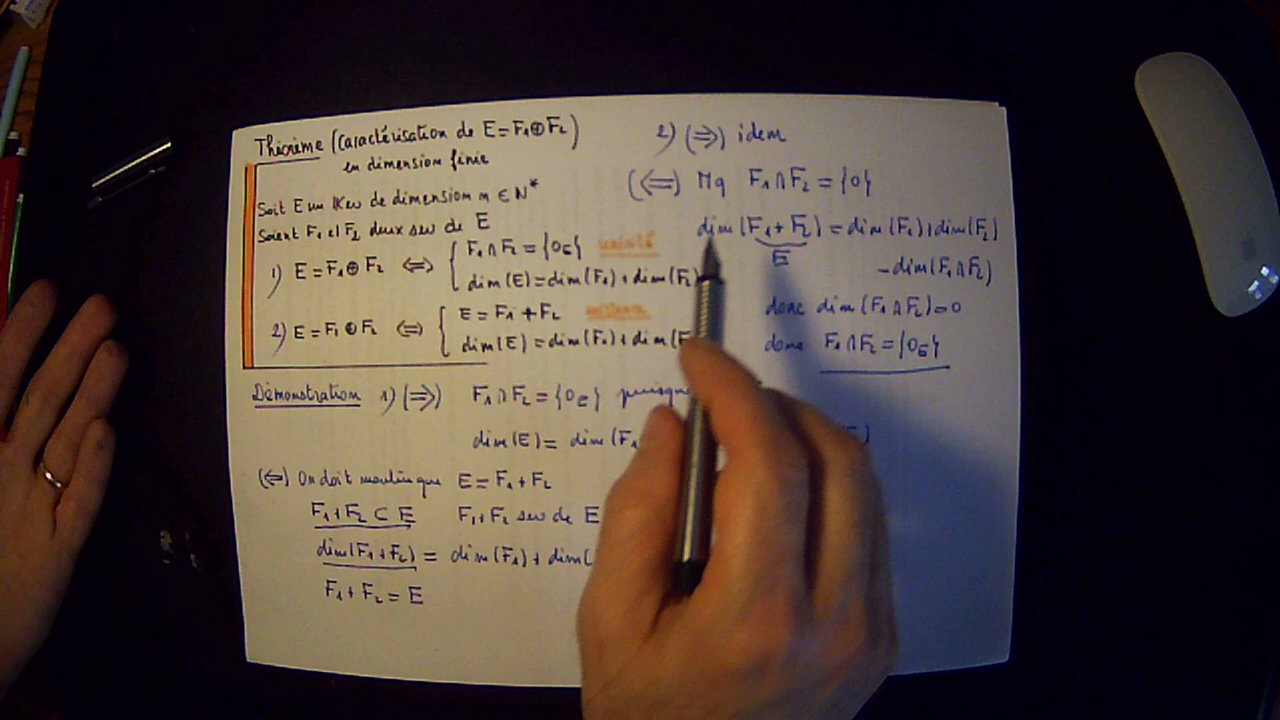 Théorème (Caractérisation de E=F₁⊕F₂)
en dimension finie
Soit E un Kev de dimension n ∈ N*
Soient F₁ et F₂ deux sev de E
1) E=F₁⊕F₂ ⇔ { F₁∩F₂={0E} unicité
dim(E)=dim(F₁)+dim(F₂
2) E=F₁⊕F₂ ⇔ { E=F₁+F₂ existence
dim(E)=dim(F₁)+dim(F
Démonstration 1) (⇒) F₁∩F₂={0E} puisqu
dim(E)= dim(F₁
(⇐) On doit montrer que E=F₁+F₂
F₁+F₂ ⊂ E F₁+F₂ sev de E
dim(F₁+F₂) = dim(F₁)+dim(
F₁+F₂=E
2) (⇒) idem
(⇐) Mq F₁∩F₂={0}
dim(F₁+F₂)=dim(F₁)+dim(F₂)
E -dim(F₁∩F₂)
donc dim(F₁∩F₂)=0
donc F₁∩F₂={0E}